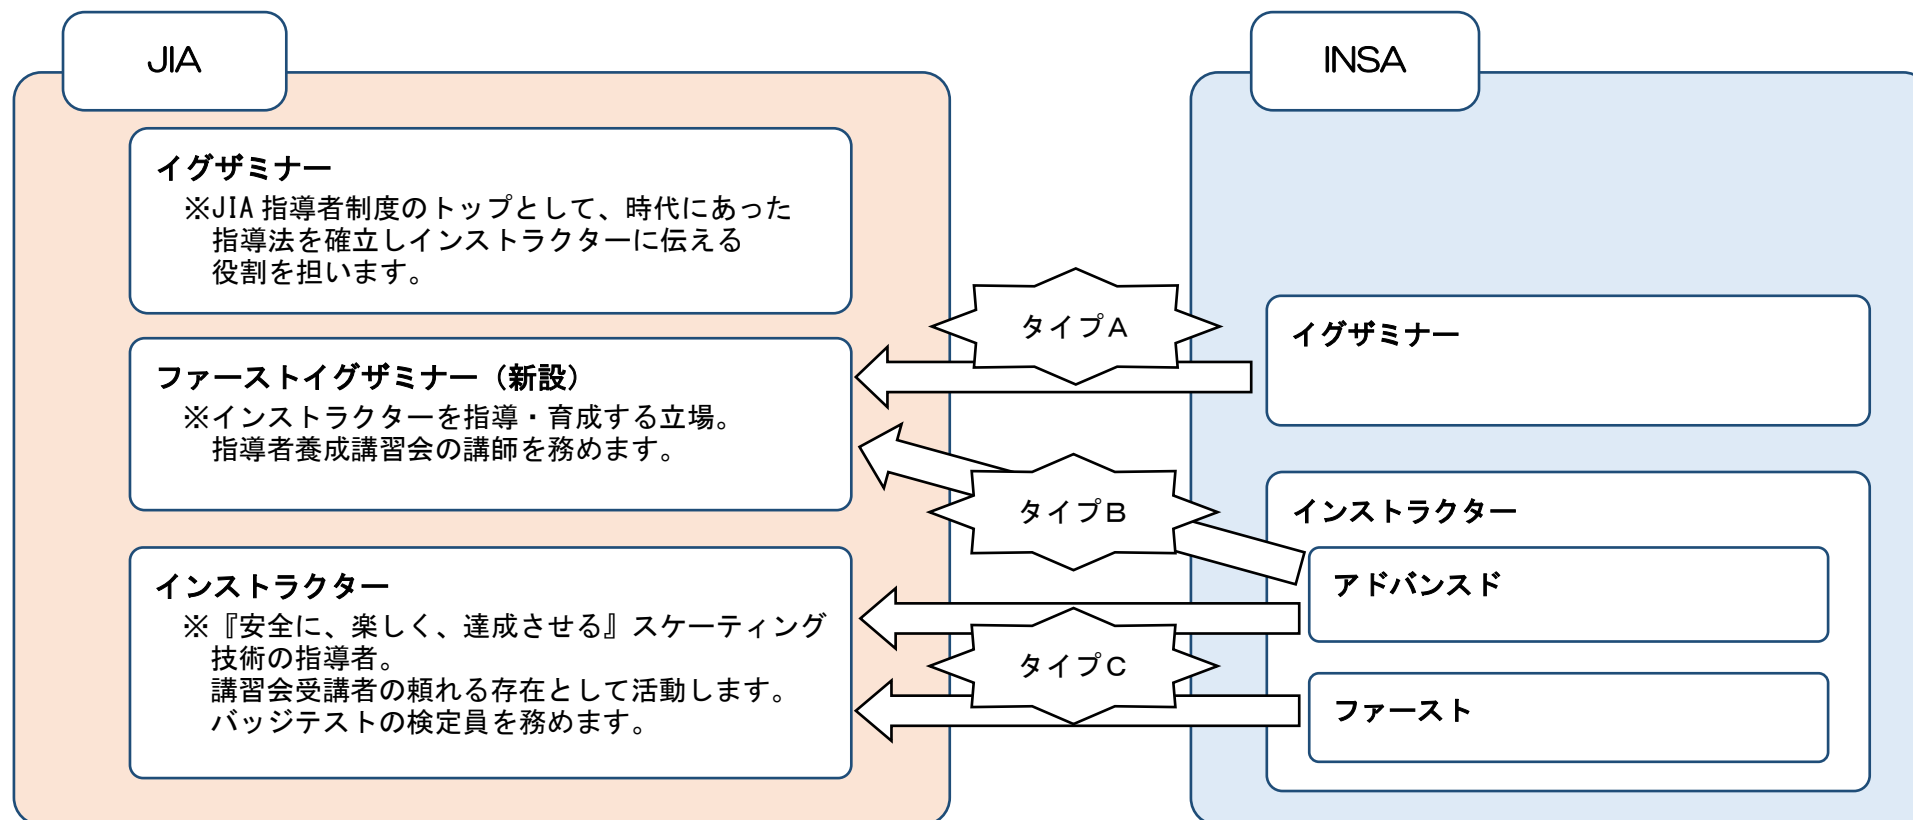 JIA
イグザミナー
※JIA 指導者制度のトップとして、時代にあった
指導法を確立しインストラクターに伝える
役割を担います。
ファーストイグザミナー（新設）
※インストラクターを指導・育成する立場。
指導者養成講習会の講師を務めます。
インストラクター
※『安全に、楽しく、達成させる』スケーティング
技術の指導者。
講習会受講者の頼れる存在として活動します。
バッジテストの検定員を務めます。
タイプA
タイプB
タイプC
INSA
イグザミナー
インストラクター
アドバンスド
ファースト